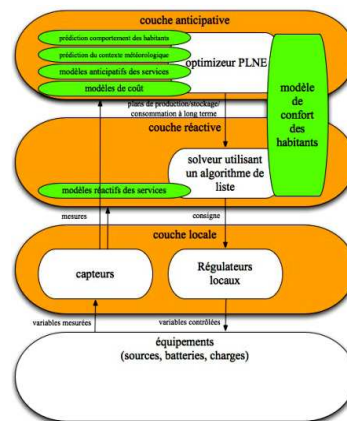 couche anticipative
prédiction comportement des habitants
prédiction du contexte météorologique
modèles anticipatifs des services
modèles de coût
optimizeur PLNE
modèle
de
confort
des
habitants
plans de production/stockage/
consommation à long terme
couche réactive
solveur utilisant
un algorithme de
liste
modèles réactifs des services
mesures
consigne
couche locale
capteurs
Régulateurs
locaux
variables mesurées
variables contrôlées
équipements
(sources, batteries, charges)